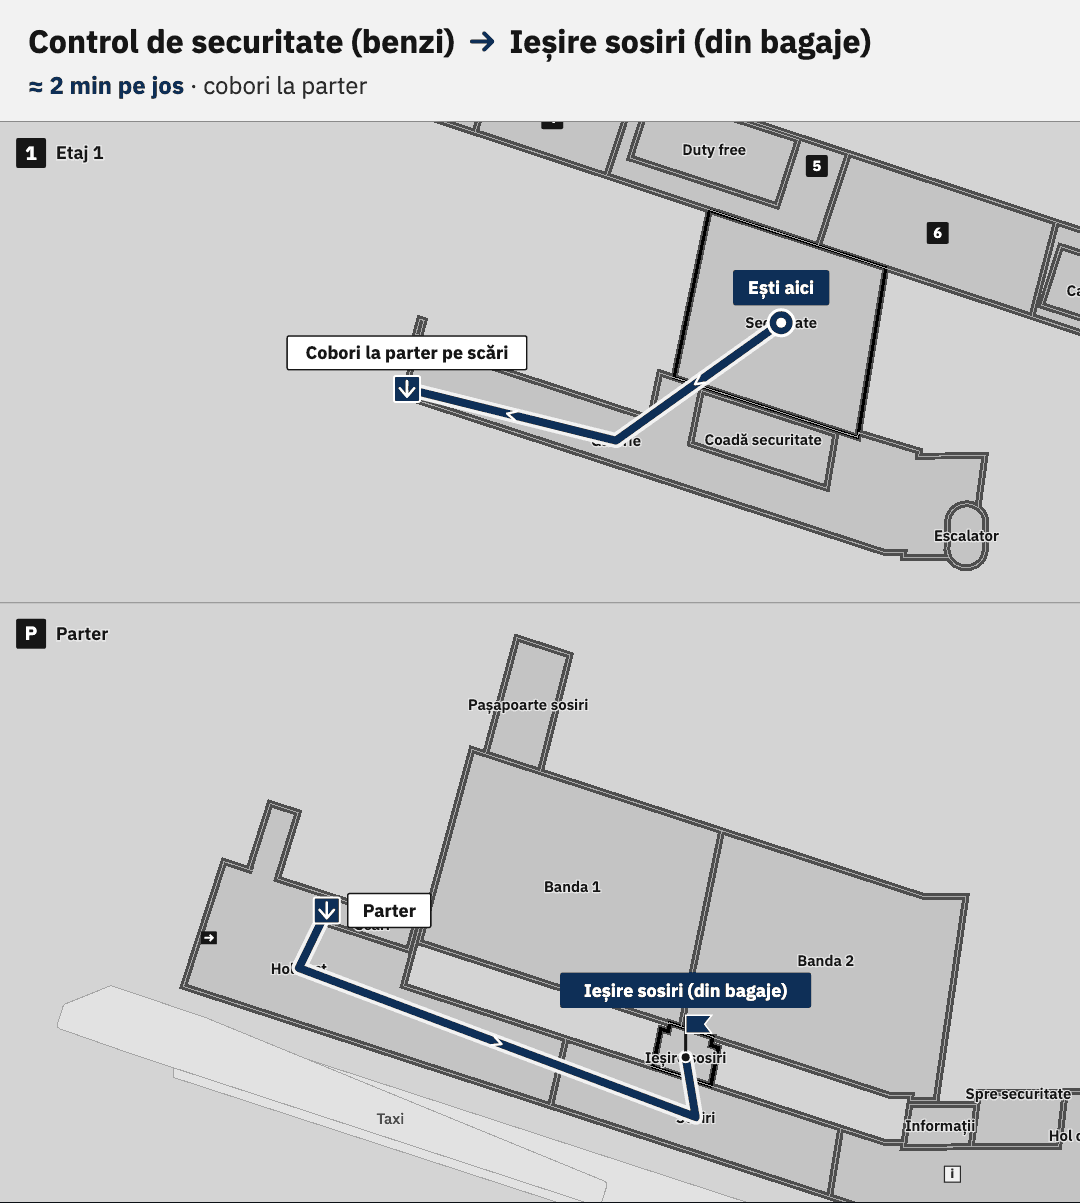 Control de securitate (benzi) → Ieșire sosiri (din bagaje)
≈ 2 min pe jos · cobori la parter
1 Etaj 1
Duty free
5
6
Ești aici
Cobori la parter pe scări
Coadă securitate
Escalator
P Parter
Pașapoarte sosiri
Banda 1
Parter
Banda 2
Ieșire sosiri (din bagaje)
sosiri
Spre securitate
Taxi
Informații
i